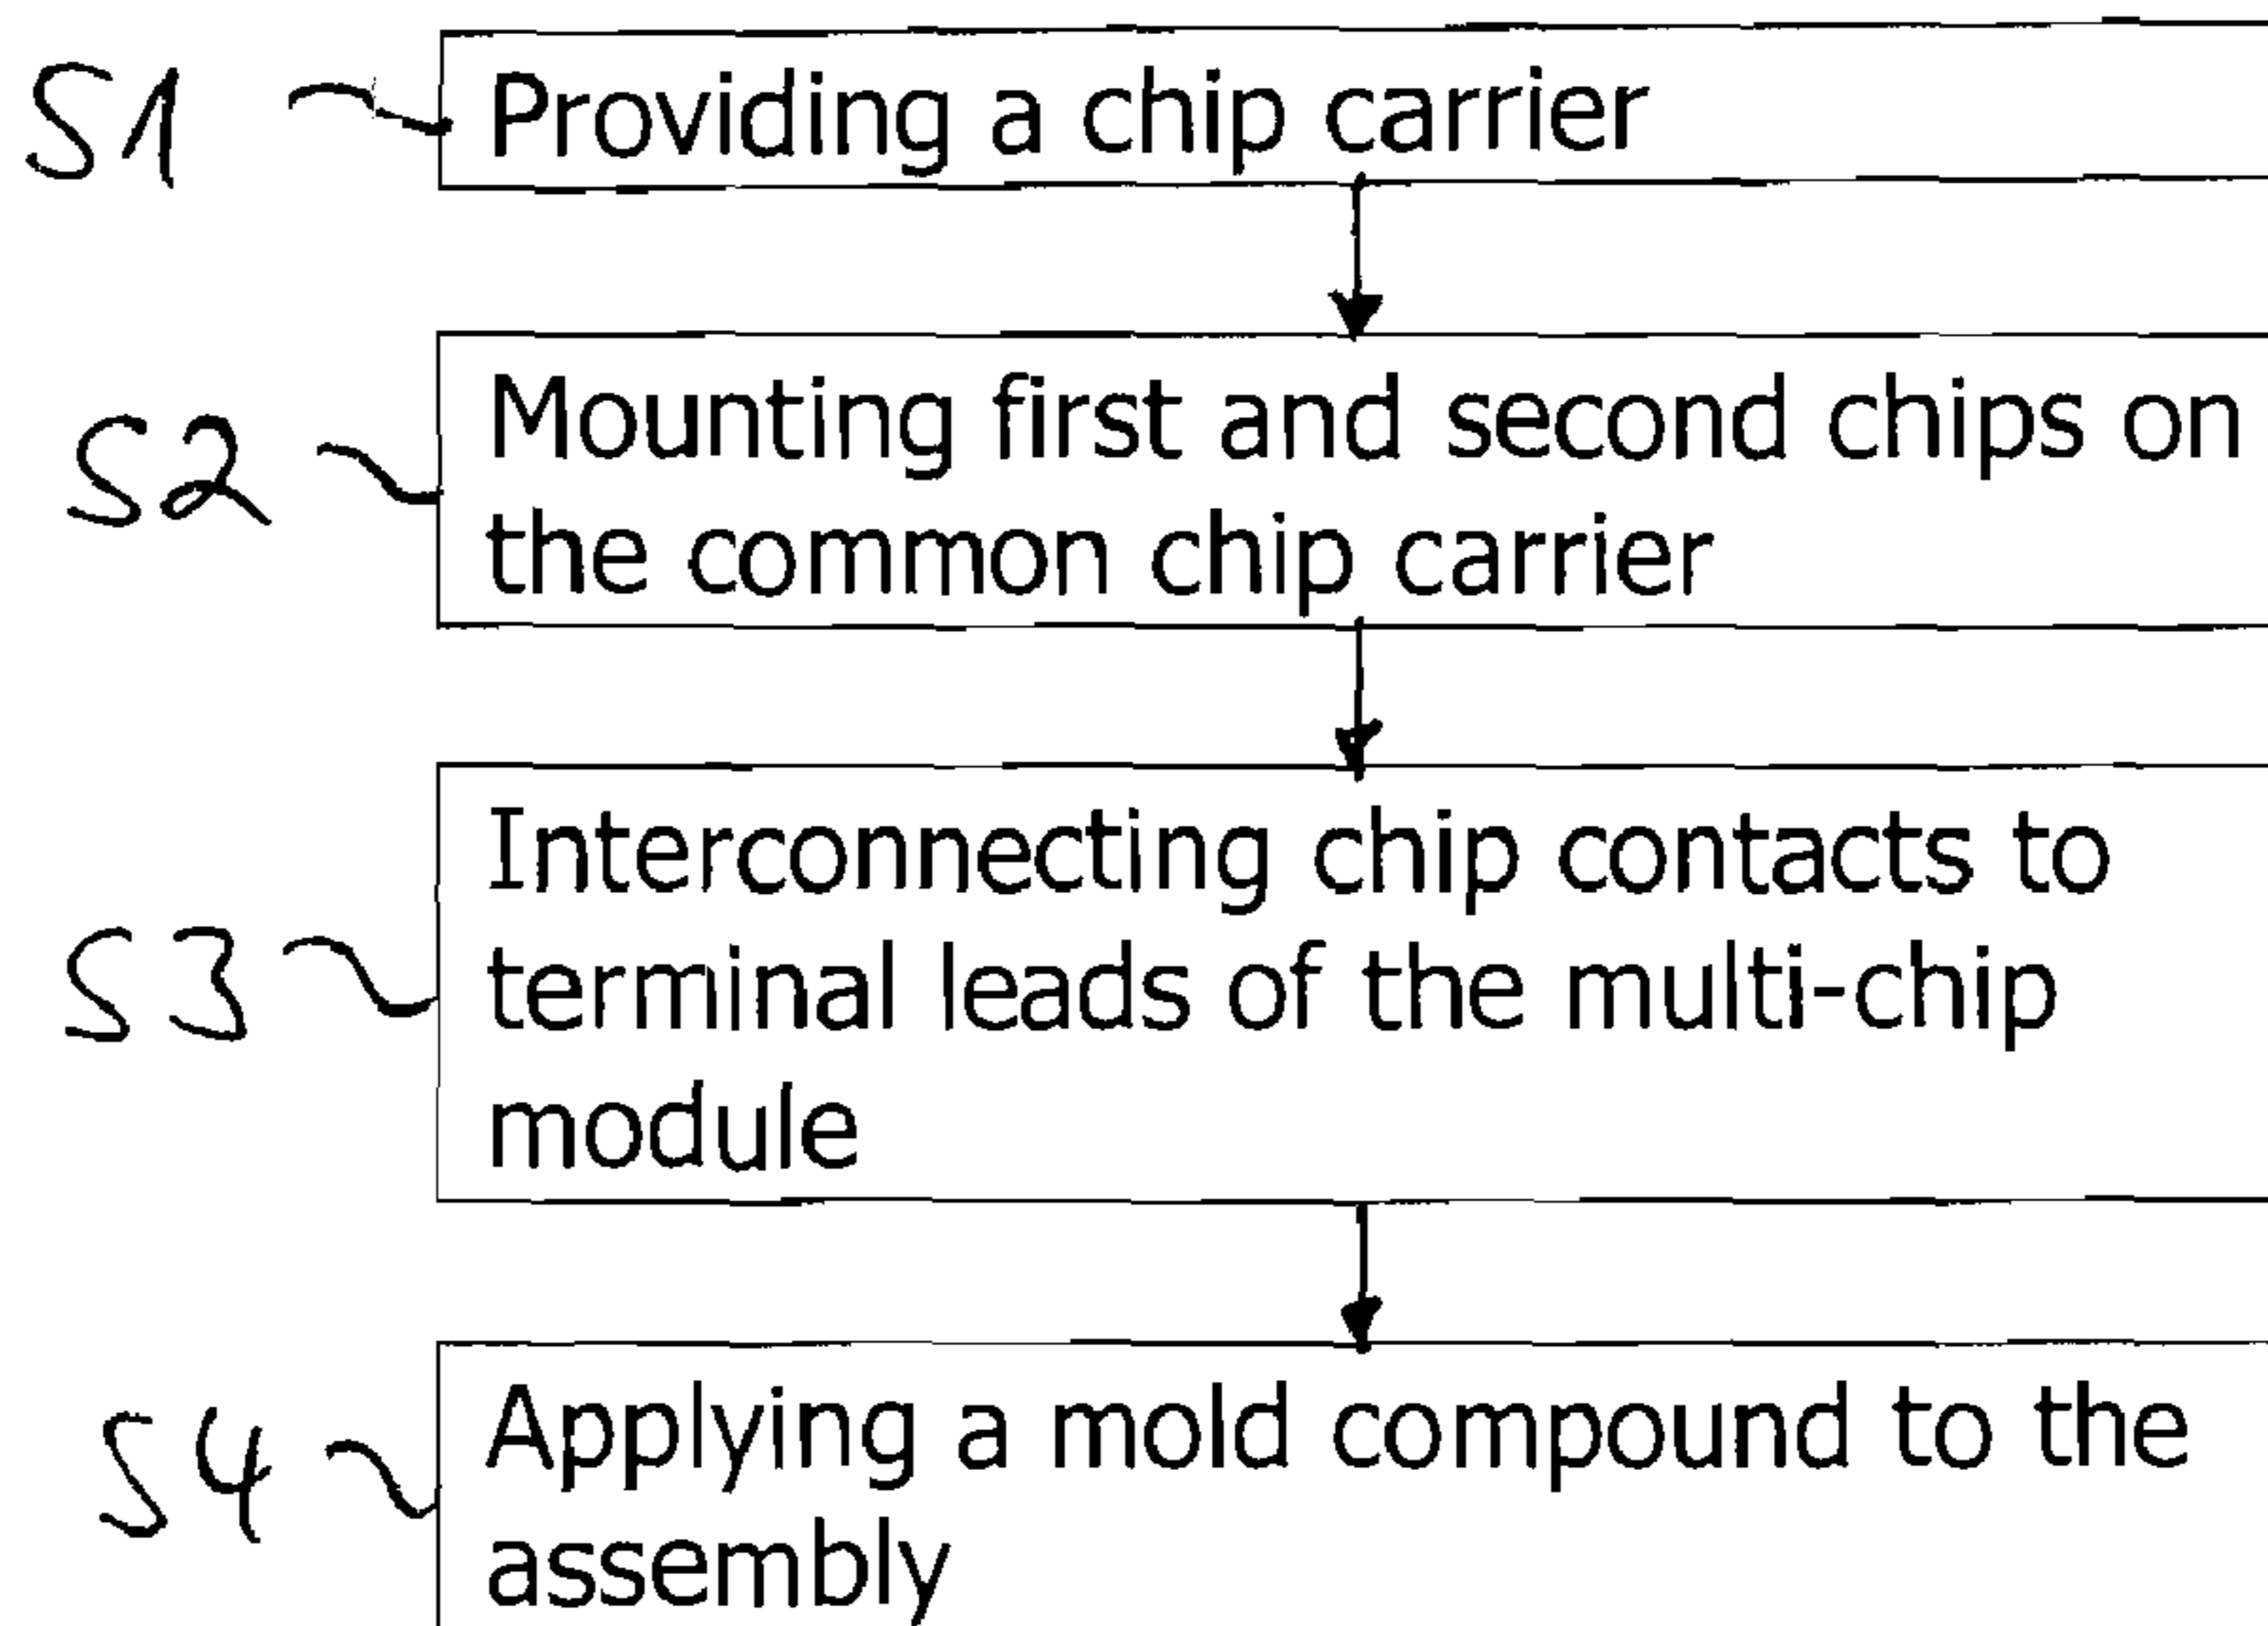 S1 Providing a chip carrier
S2 Mounting first and second chips on
the common chip carrier
Interconnecting chip contacts to
S3 terminal leads of the multi-chip
module
S4 Applying a mold compound to the
assembly